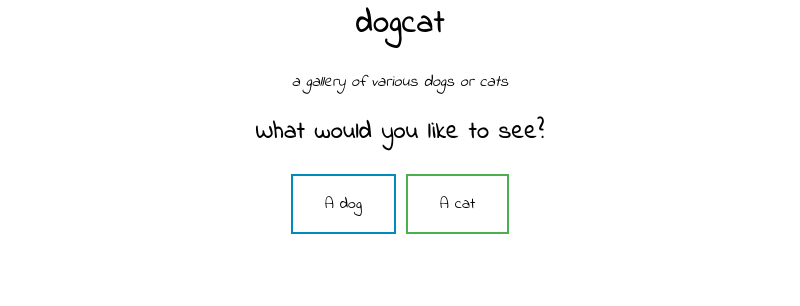 dogcat
a gallery of various dogs or cats
What would you like to see?
A dog
A cat